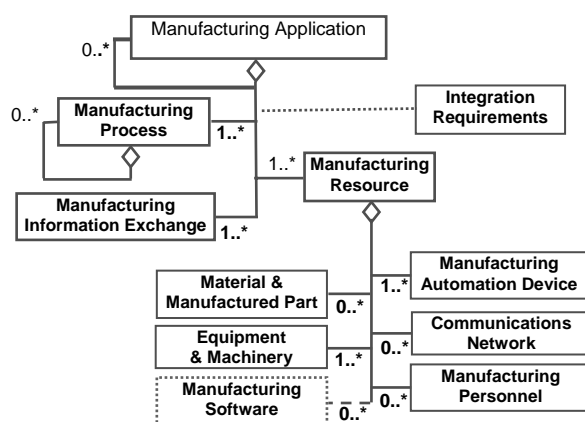 Manufacturing Application
0..*
Manufacturing
Process
0..*
1..*
Integration
Requirements
1..*
Manufacturing
Resource
Manufacturing
Information Exchange
1..*
Material &
Manufactured Part
0..*
Manufacturing
Automation Device
1..*
Equipment
& Machinery
1..*
Communications
Network
0..*
Manufacturing
Software
0..*
Manufacturing
Personnel
0..*